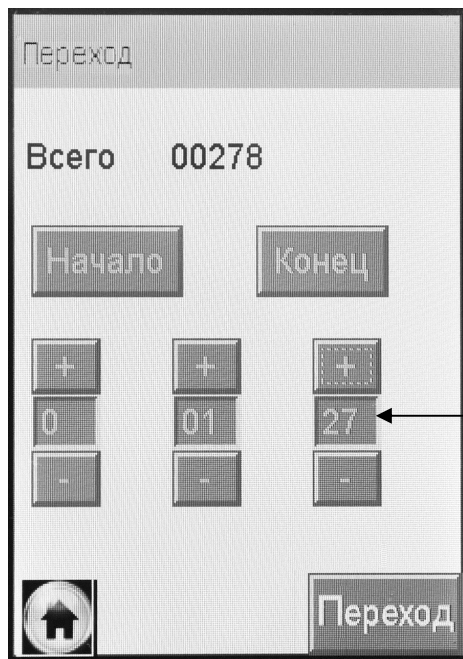 Переход
Всего 00278
Начало Конец
+ + +
0 01 27
- - -
Переход